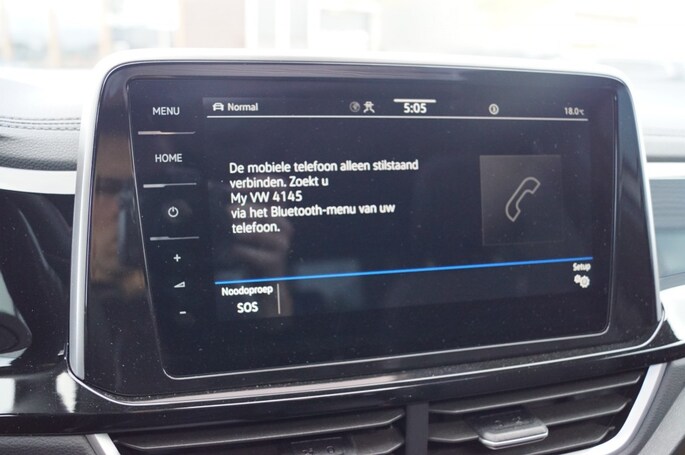 MENU
HOME
+
-
Normal
5:05
18.0°C
De mobiele telefoon alleen stilstaand
verbinden. Zoekt u
My VW 4145
via het Bluetooth-menu van uw
telefoon.
Noodoproep
SOS
Setup